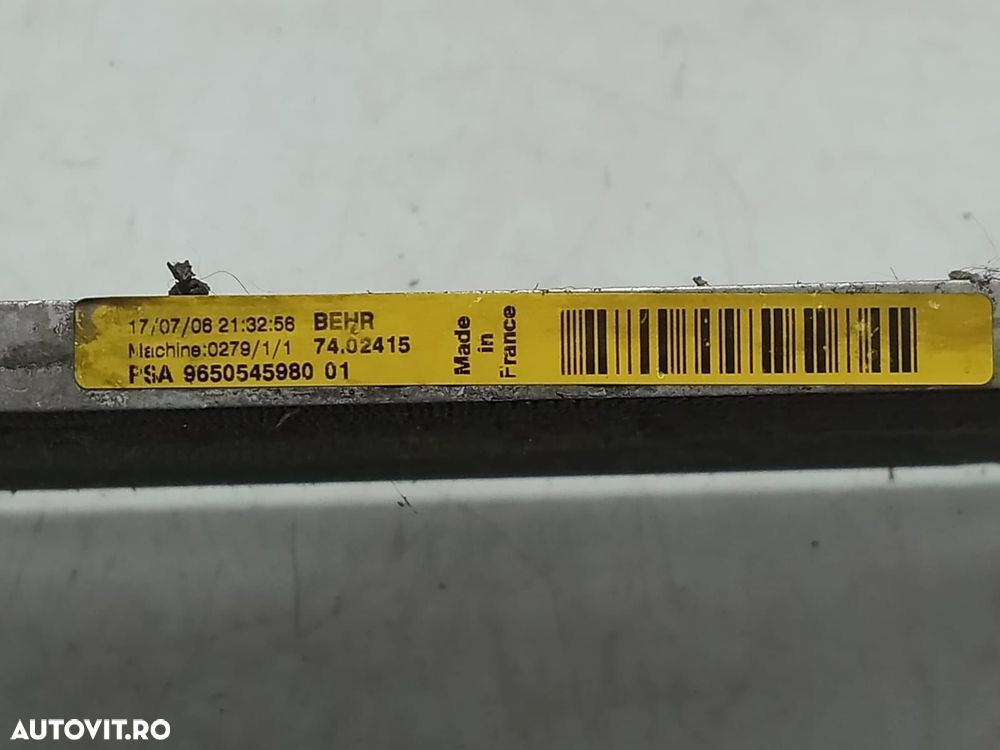 17/07/06 21:32:56 BEHR
Machine:0279/1/1 74.02415
PSA 9650545980 01
Made
in
France
AUTOVIT.RO